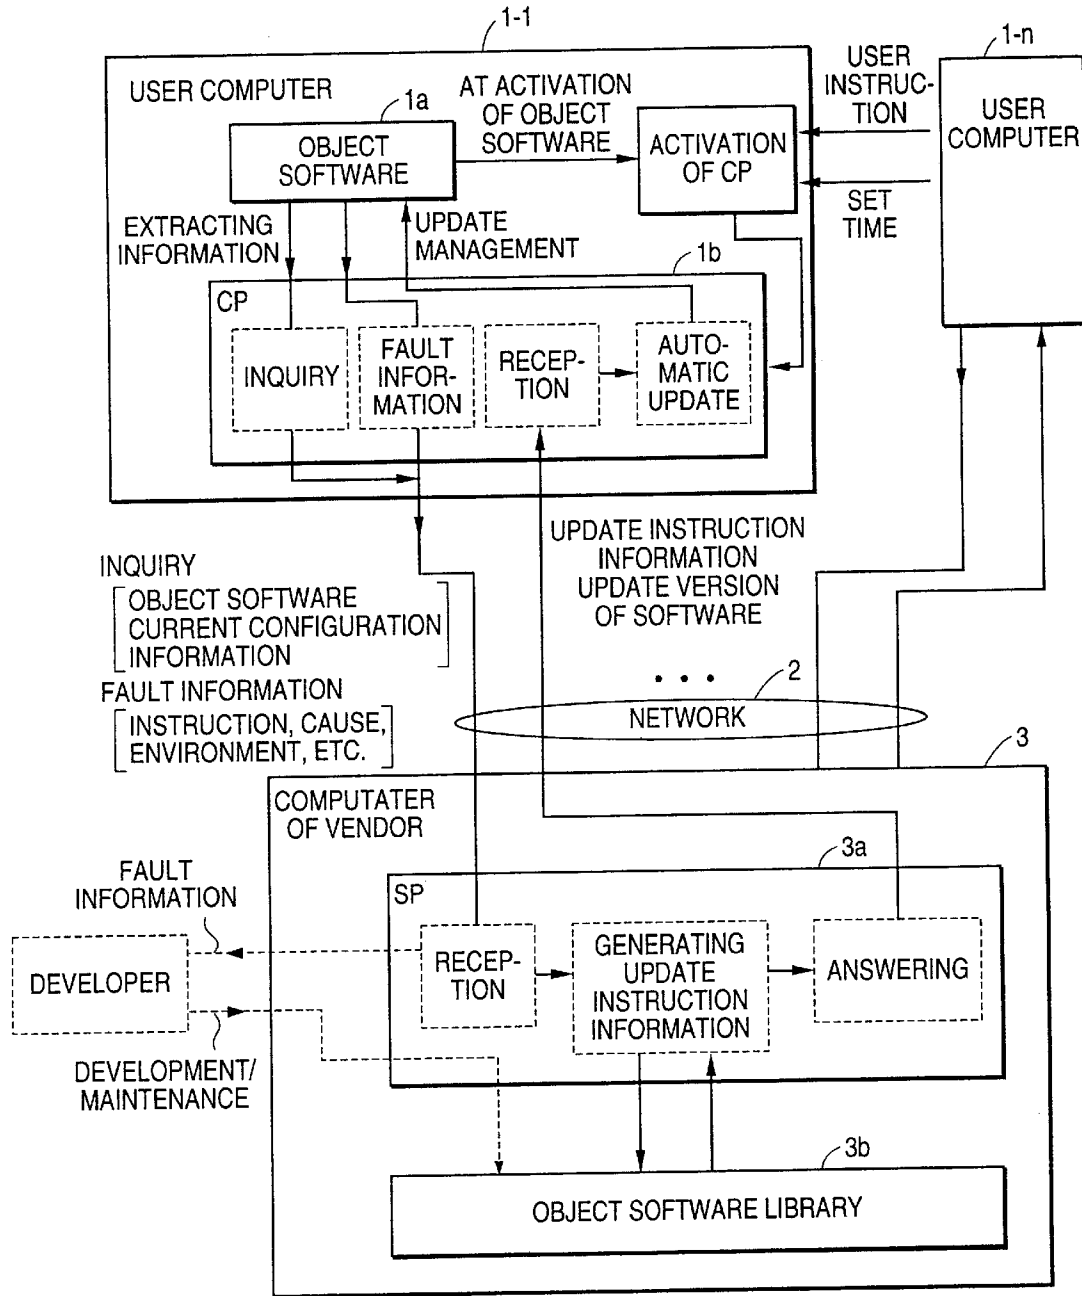 1-1
1-n
USER COMPUTER
1a
AT ACTIVATION
OF OBJECT
SOFTWARE
USER
INSTRUC-
TION
USER
COMPUTER
OBJECT
SOFTWARE
ACTIVATION
OF CP
SET
TIME
EXTRACTING
INFORMATION
UPDATE
MANAGEMENT
1b
CP
INQUIRY
FAULT
INFOR-
MATION
RECEP-
TION
AUTO-
MATIC
UPDATE
UPDATE INSTRUCTION
INFORMATION
UPDATE VERSION
OF SOFTWARE
INQUIRY
OBJECT SOFTWARE
CURRENT CONFIGURATION
INFORMATION
FAULT INFORMATION
INSTRUCTION, CAUSE,
ENVIRONMENT, ETC.
2
NETWORK
3
COMPUTATER
OF VENDOR
3a
FAULT
INFORMATION
SP
DEVELOPER
RECEP-
TION
GENERATING
UPDATE
INSTRUCTION
INFORMATION
ANSWERING
DEVELOPMENT/
MAINTENANCE
3b
OBJECT SOFTWARE LIBRARY